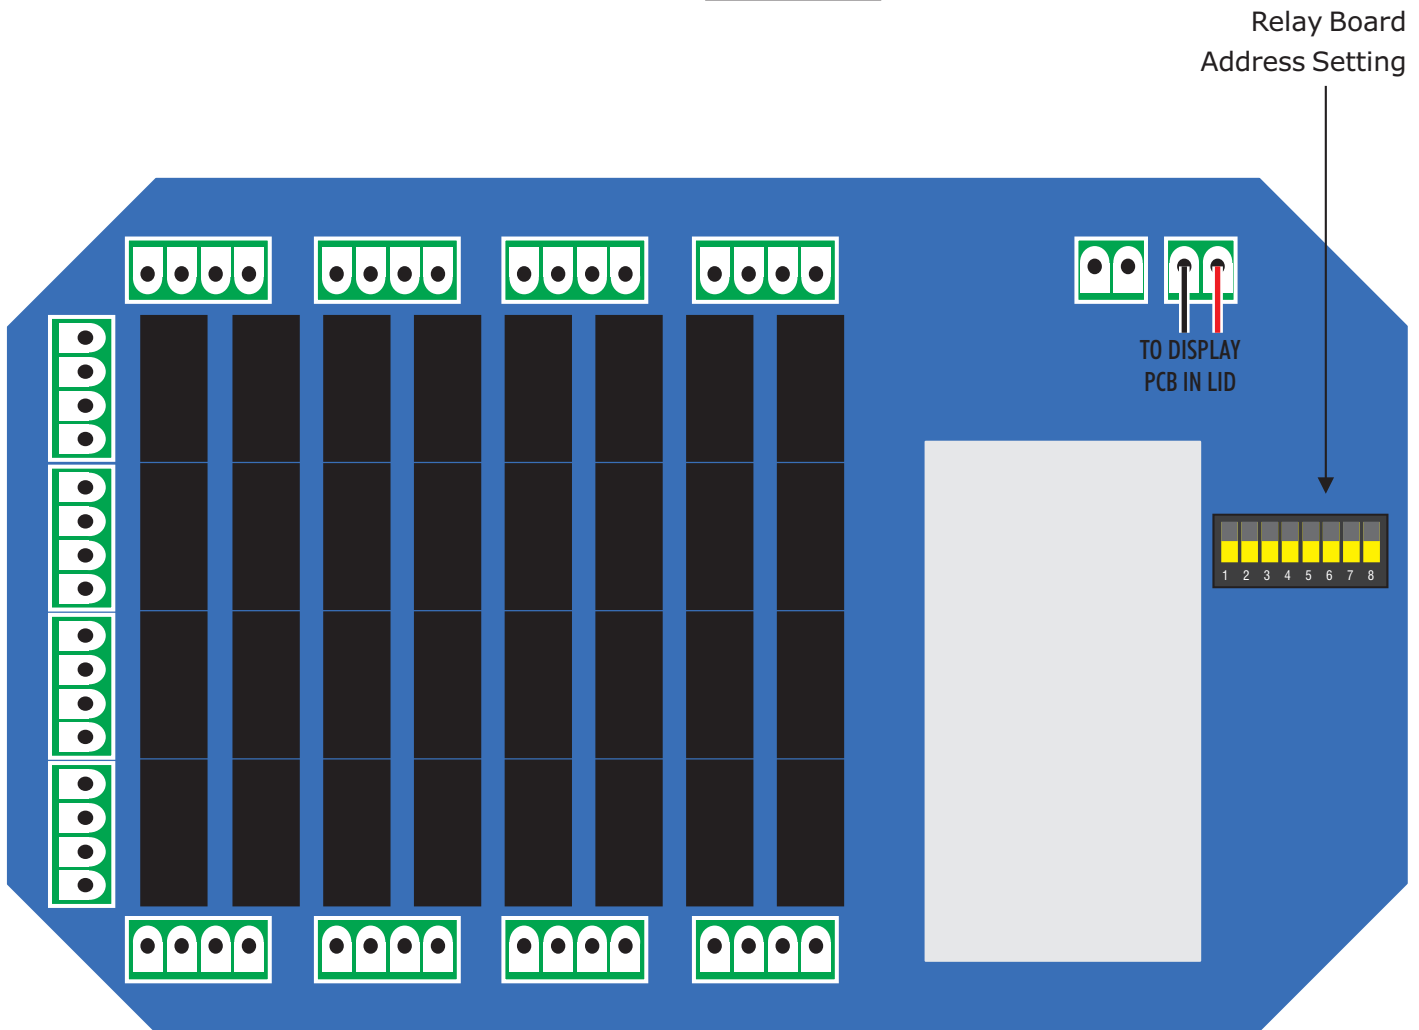 Relay Board
Address Setting
TO DISPLAY
PCB IN LID
1 2 3 4 5 6 7 8